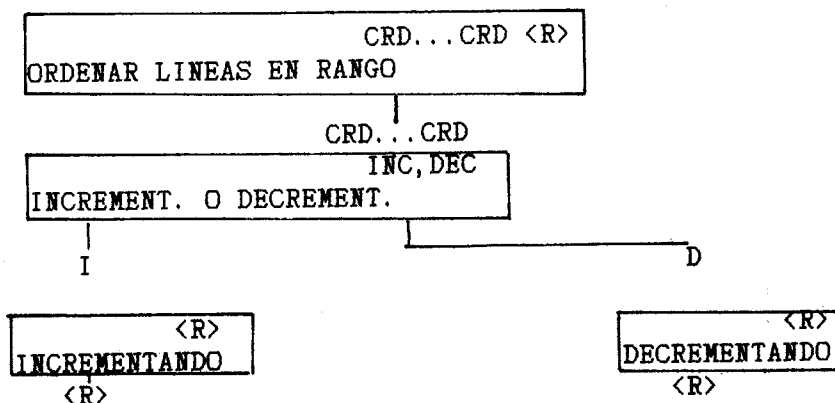 CRD...CRD <R>
ORDENAR LINEAS EN RANGO
CRD...CRD
INC,DEC
INCREMENT. O DECREMENT.
I
D
<R>
INCREMENTANDO
<R>
<R>
DECREMENTANDO
<R>